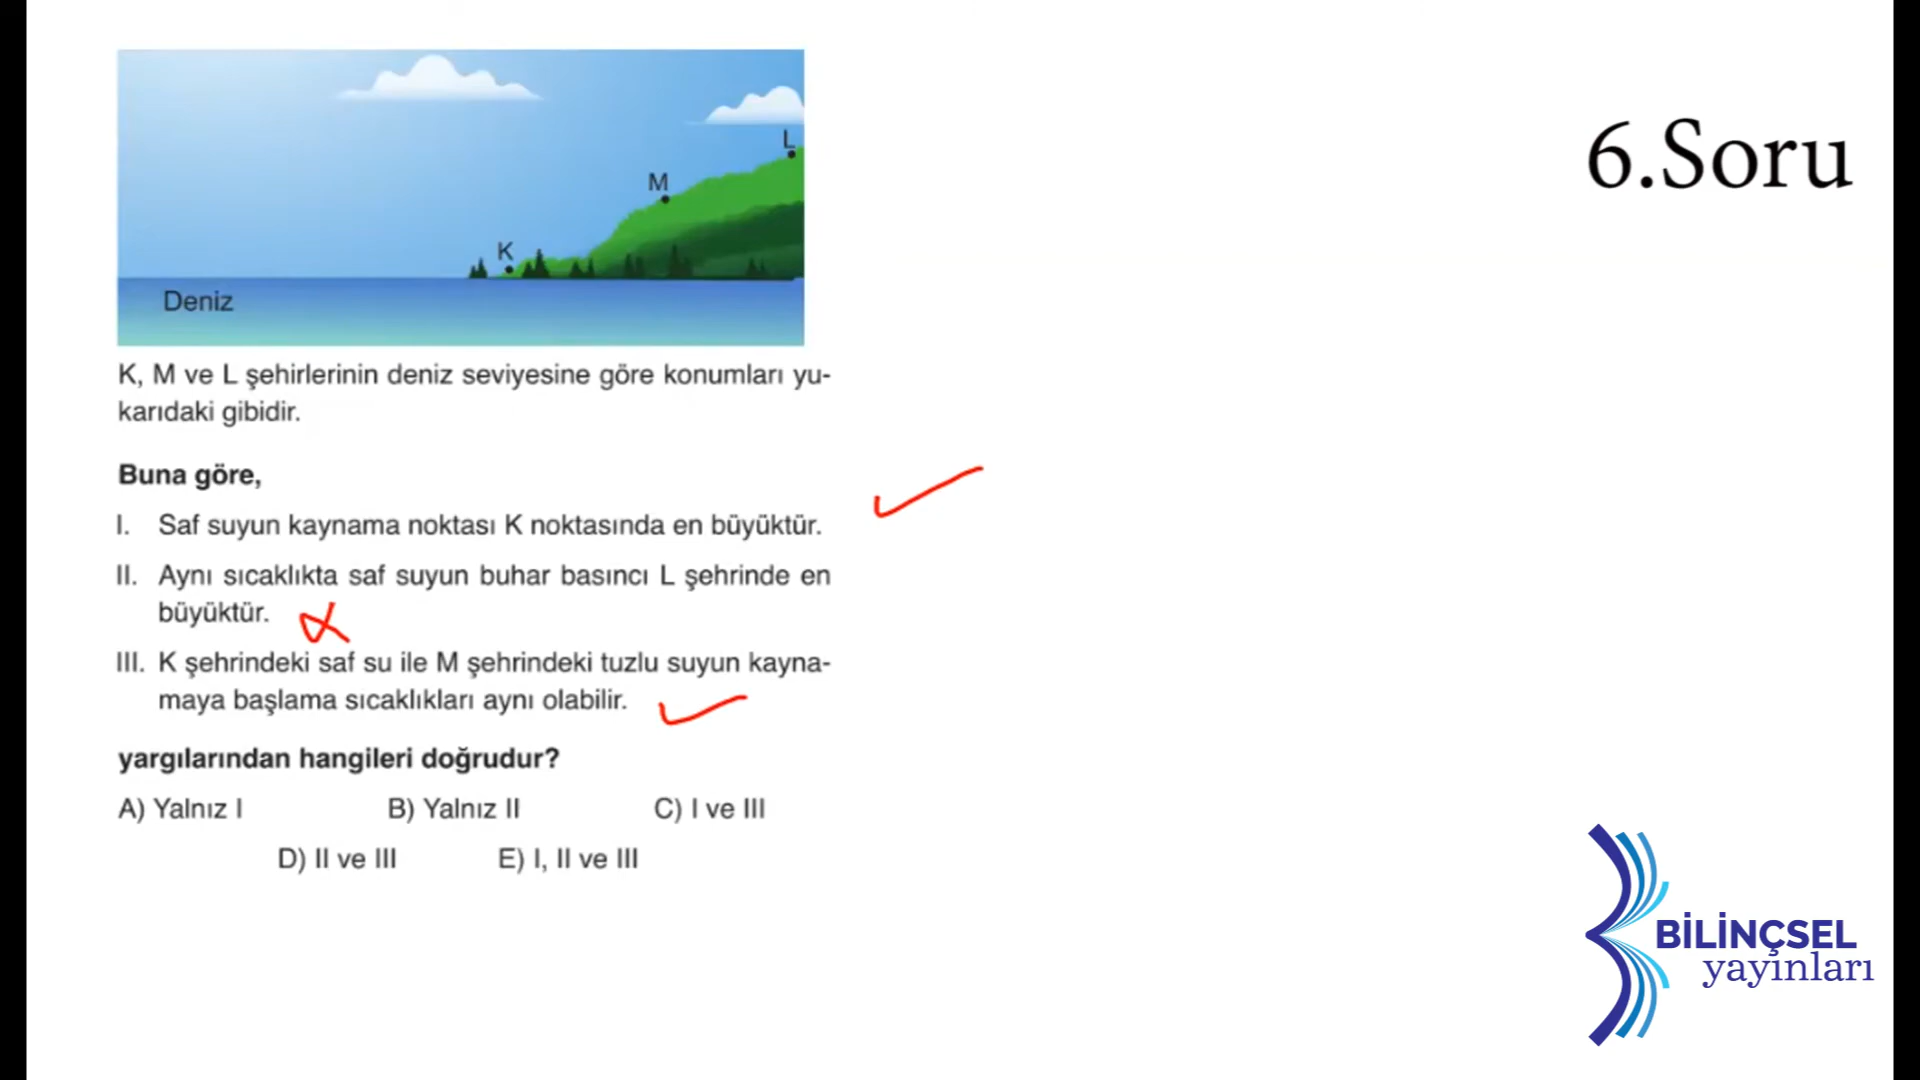 6.Soru
L
M
K
Deniz
K, M ve L şehirlerinin deniz seviyesine göre konumları yu-
karıdaki gibidir.
Buna göre,
I. Saf suyun kaynama noktası K noktasında en büyüktür.
II. Aynı sıcaklıkta saf suyun buhar basıncı L şehrinde en
büyüktür.
III. K şehrindeki saf su ile M şehrindeki tuzlu suyun kayna-
maya başlama sıcaklıkları aynı olabilir.
yargılarından hangileri doğrudur?
A) Yalnız I B) Yalnız II C) I ve III
D) II ve III E) I, II ve III
BİLİNÇSEL
yayınları